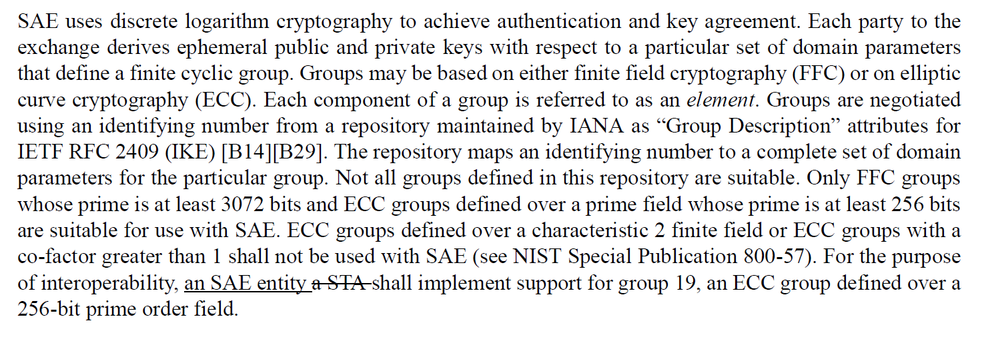 SAE uses discrete logarithm cryptography to achieve authentication and key agreement. Each party to the
exchange derives ephemeral public and private keys with respect to a particular set of domain parameters
that define a finite cyclic group. Groups may be based on either finite field cryptography (FFC) or on elliptic
curve cryptography (ECC). Each component of a group is referred to as an element. Groups are negotiated
using an identifying number from a repository maintained by IANA as “Group Description” attributes for
IETF RFC 2409 (IKE) [B14][B29]. The repository maps an identifying number to a complete set of domain
parameters for the particular group. Not all groups defined in this repository are suitable. Only FFC groups
whose prime is at least 3072 bits and ECC groups defined over a prime field whose prime is at least 256 bits
are suitable for use with SAE. ECC groups defined over a characteristic 2 finite field or ECC groups with a
co-factor greater than 1 shall not be used with SAE (see NIST Special Publication 800-57). For the purpose
of interoperability, an SAE entity a STA shall implement support for group 19, an ECC group defined over a
256-bit prime order field.